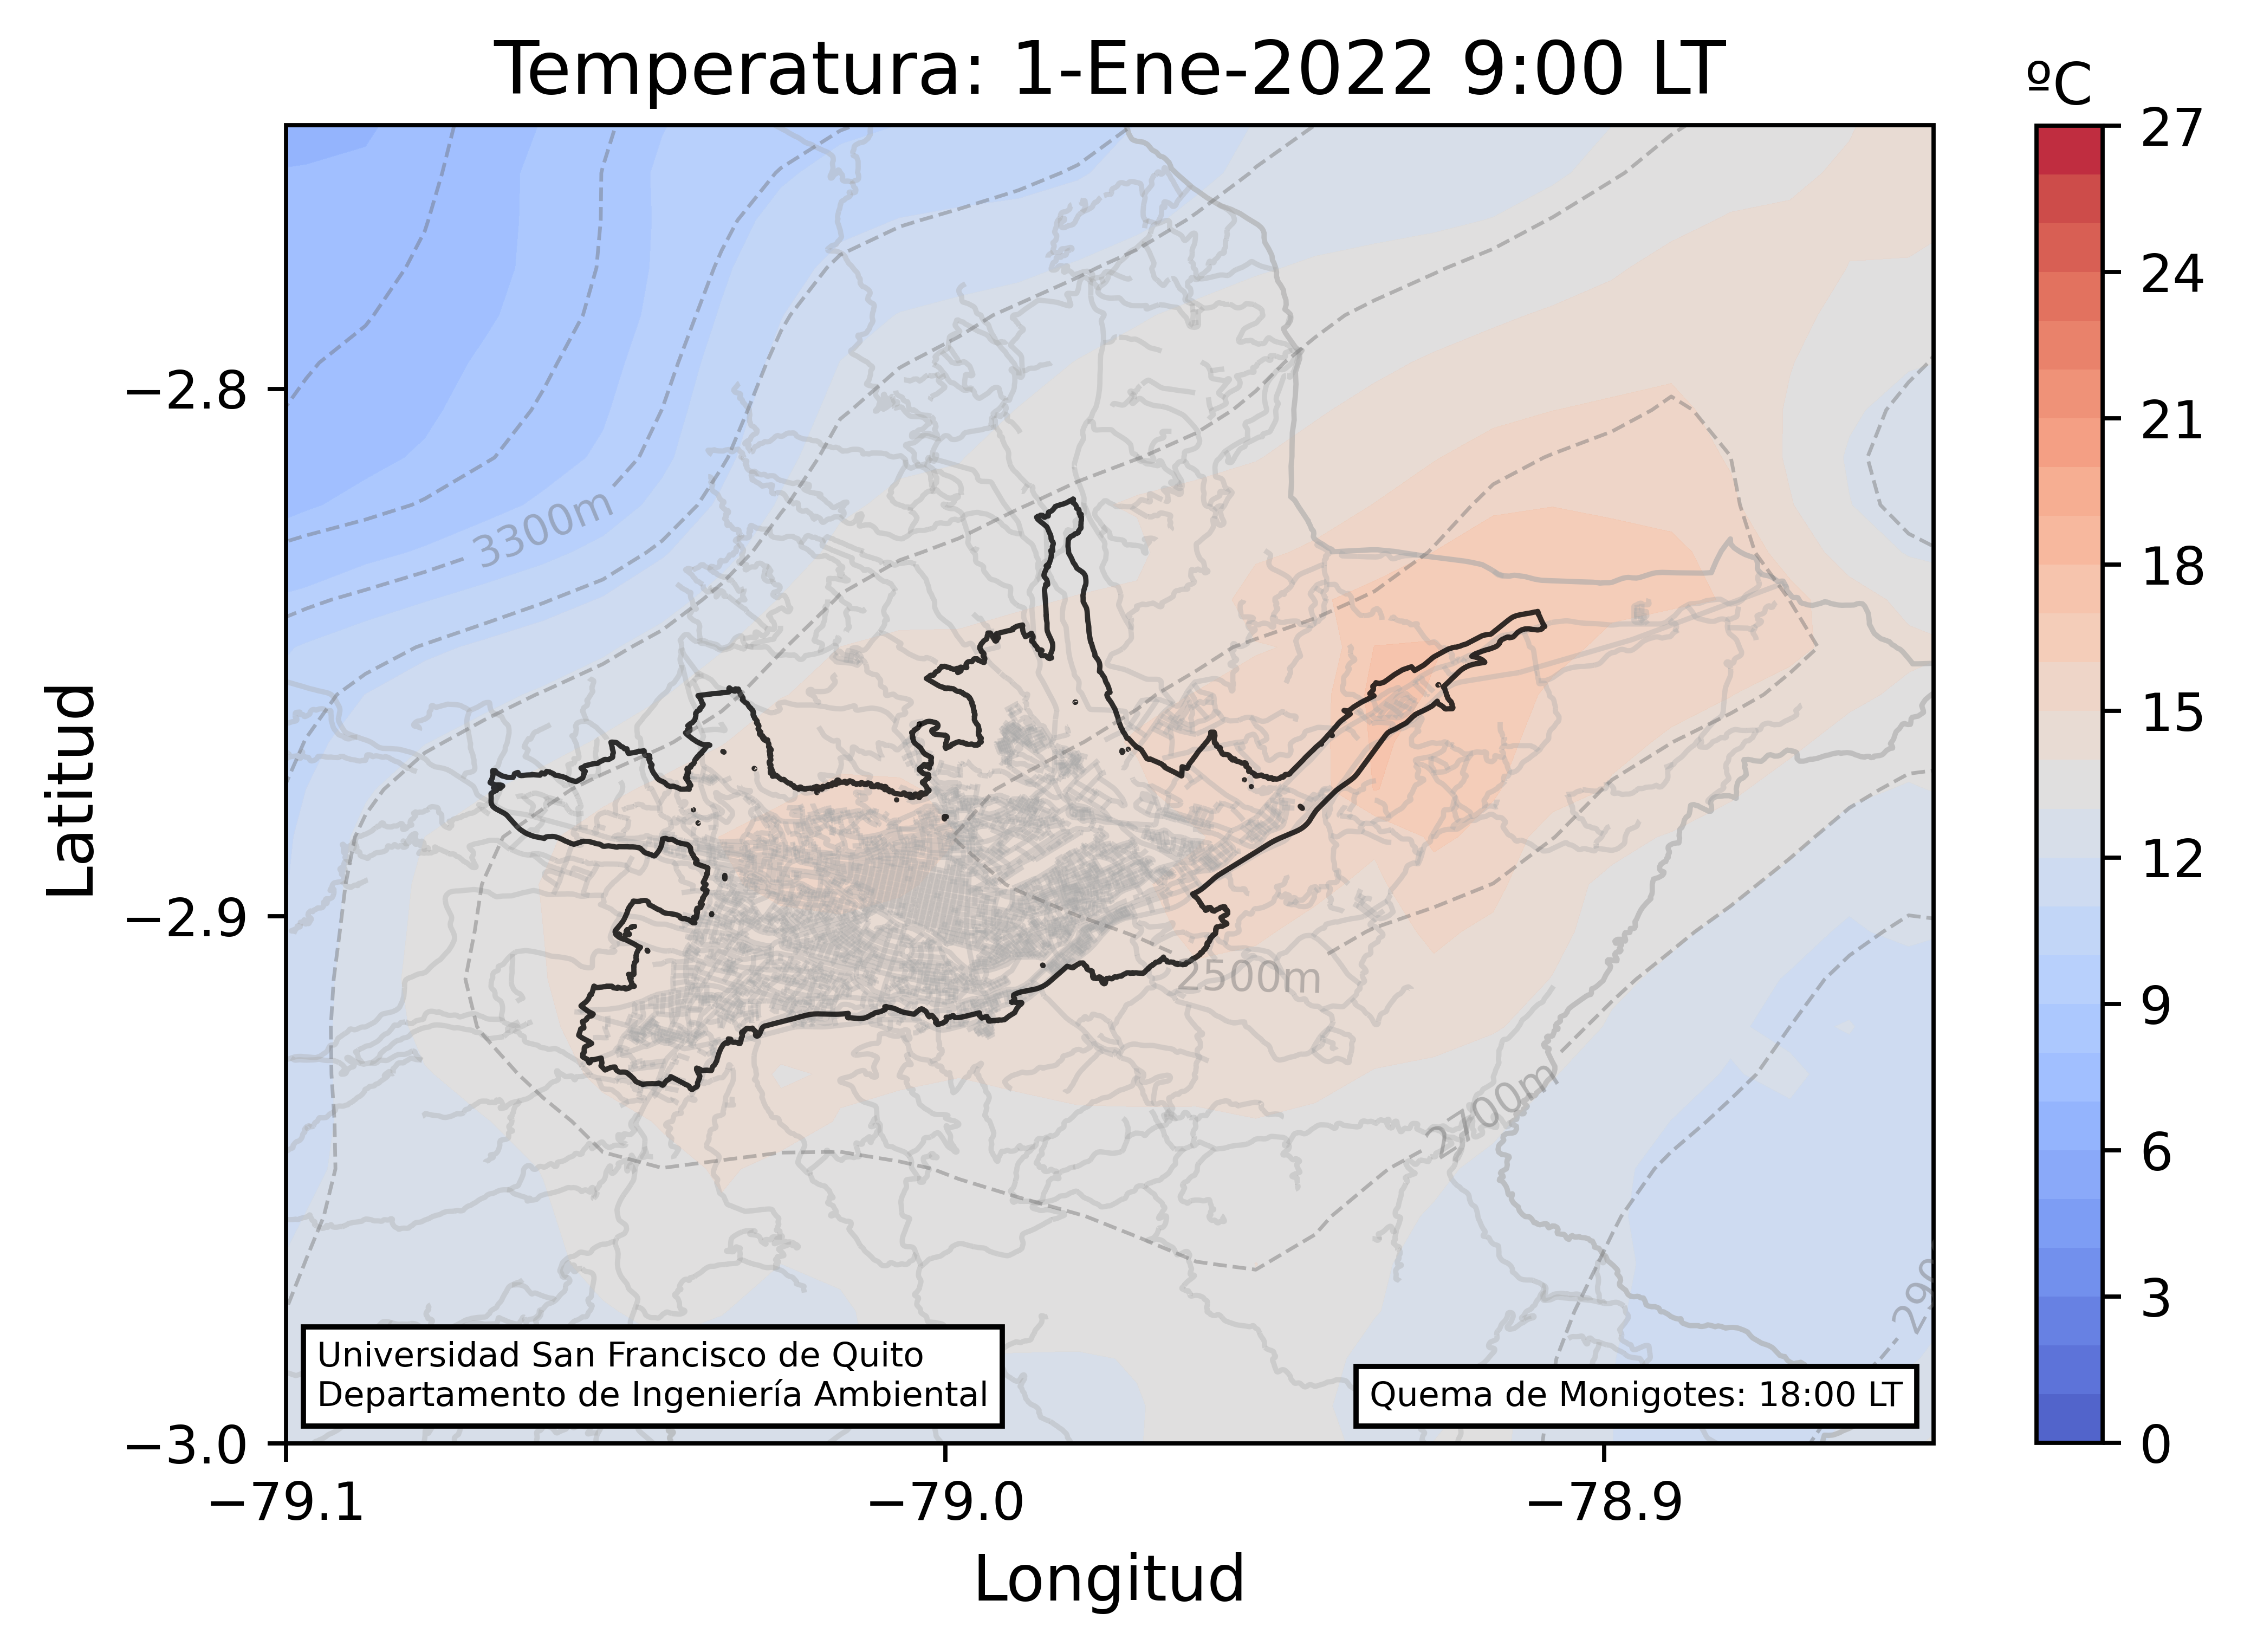 Temperatura: 1-Ene-2022 9:00 LT
ºC
27
24
21
18
15
12
9
6
3
0
Latitud
−2.8
−2.9
−3.0
3300m
2500m
2700m
290
Universidad San Francisco de Quito
Departamento de Ingeniería Ambiental
Quema de Monigotes: 18:00 LT
−79.1
−79.0
−78.9
Longitud